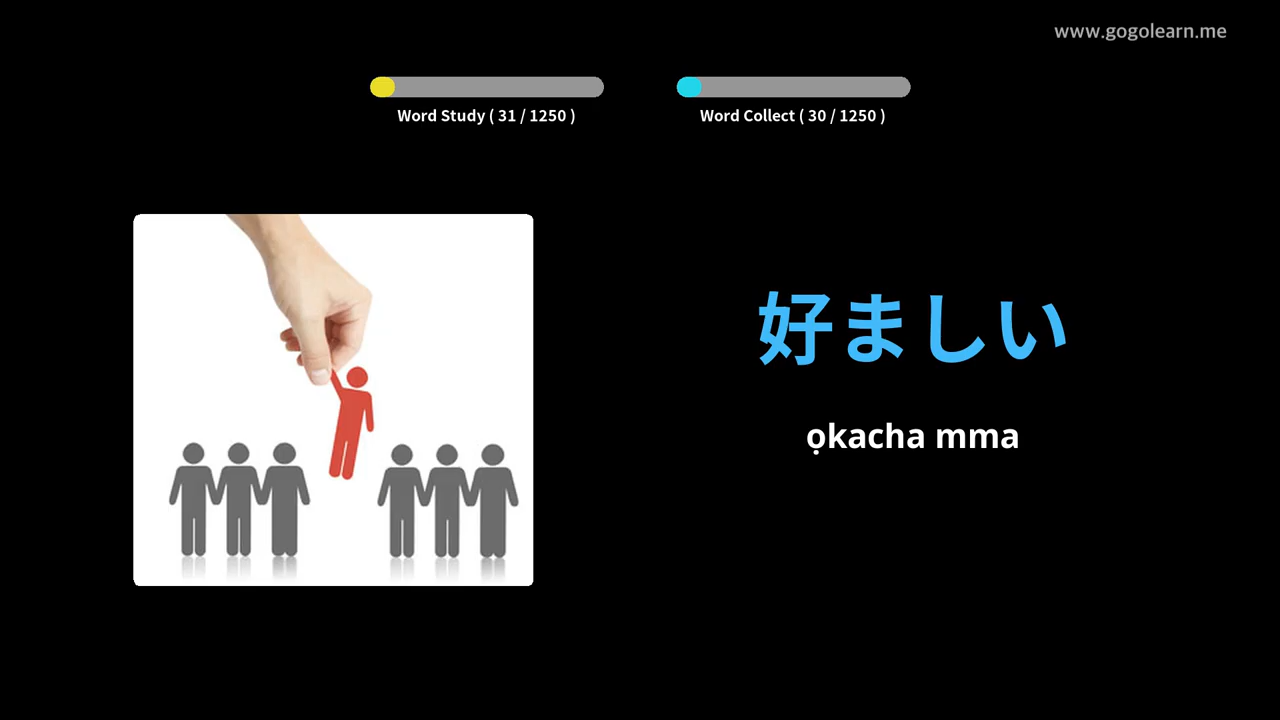 www.gogolearn.me
Word Study ( 31 / 1250 )
Word Collect ( 30 / 1250 )
好ましい
ọkacha mma